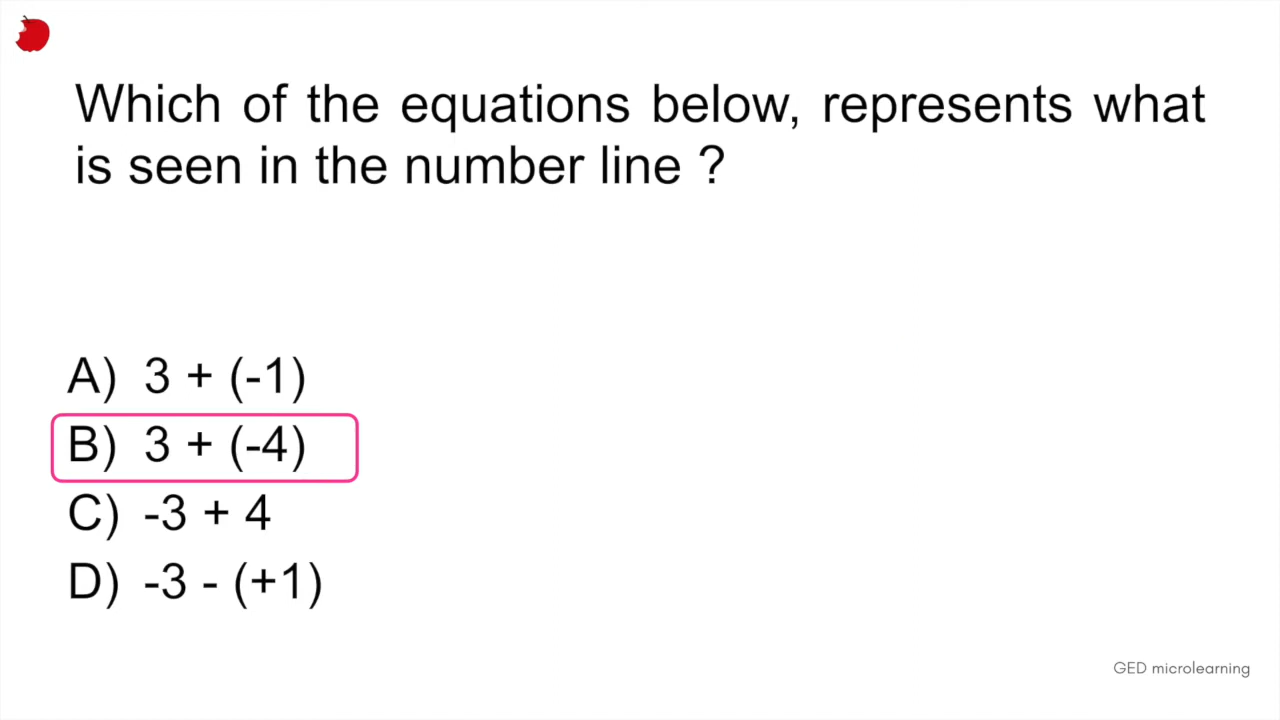 Which of the equations below, represents what
is seen in the number line ?
A) 3 + (-1)
B) 3 + (-4)
C) -3 + 4
D) -3 - (+1)
GED microlearning